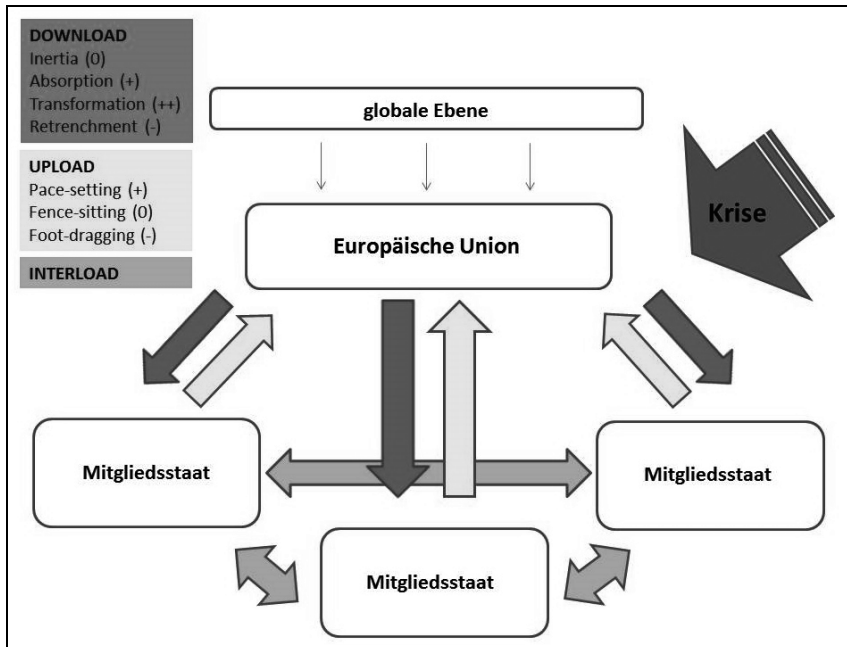 DOWNLOAD
Inertia (0)
Absorption (+)
Transformation (++)
Retrenchment (-)
UPLOAD
Pace-setting (+)
Fence-sitting (0)
Foot-dragging (-)
INTERLOAD
globale Ebene
Krise
Europäische Union
Mitgliedsstaat
Mitgliedsstaat
Mitgliedsstaat